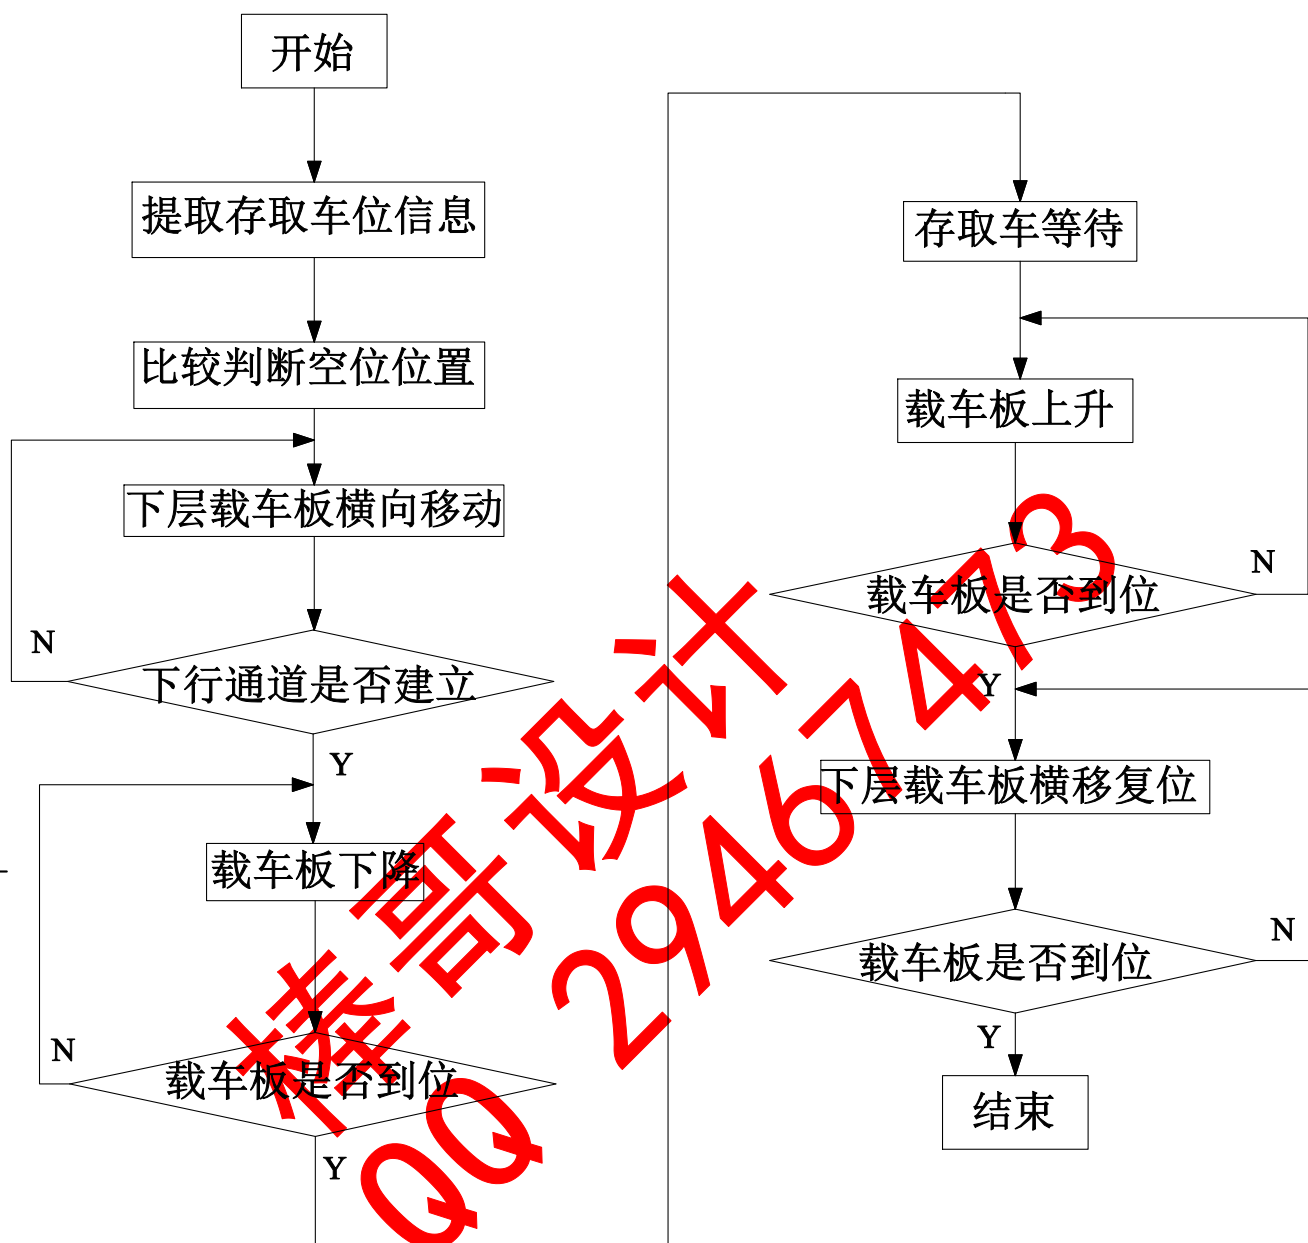 开始
提取存取车位信息
比较判断空位位置
下层载车板横向移动
N
下行通道是否建立
Y
载车板下降
N
载车板是否到位
Y
存取车等待
载车板上升
N
载车板是否到位
Y
下层载车板横移复位
N
载车板是否到位
Y
结束
棒哥设计
QQ 29467473